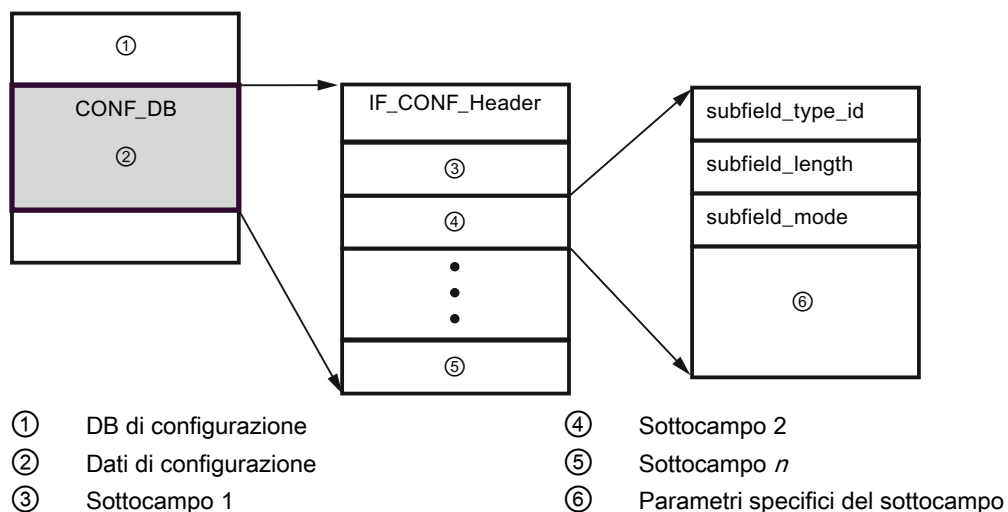 ①
CONF_DB
②
IF_CONF_Header
③
④
⑤
subfield_type_id
subfield_length
subfield_mode
⑥
① DB di configurazione
② Dati di configurazione
③ Sottocampo 1
④ Sottocampo 2
⑤ Sottocampo n
⑥ Parametri specifici del sottocampo